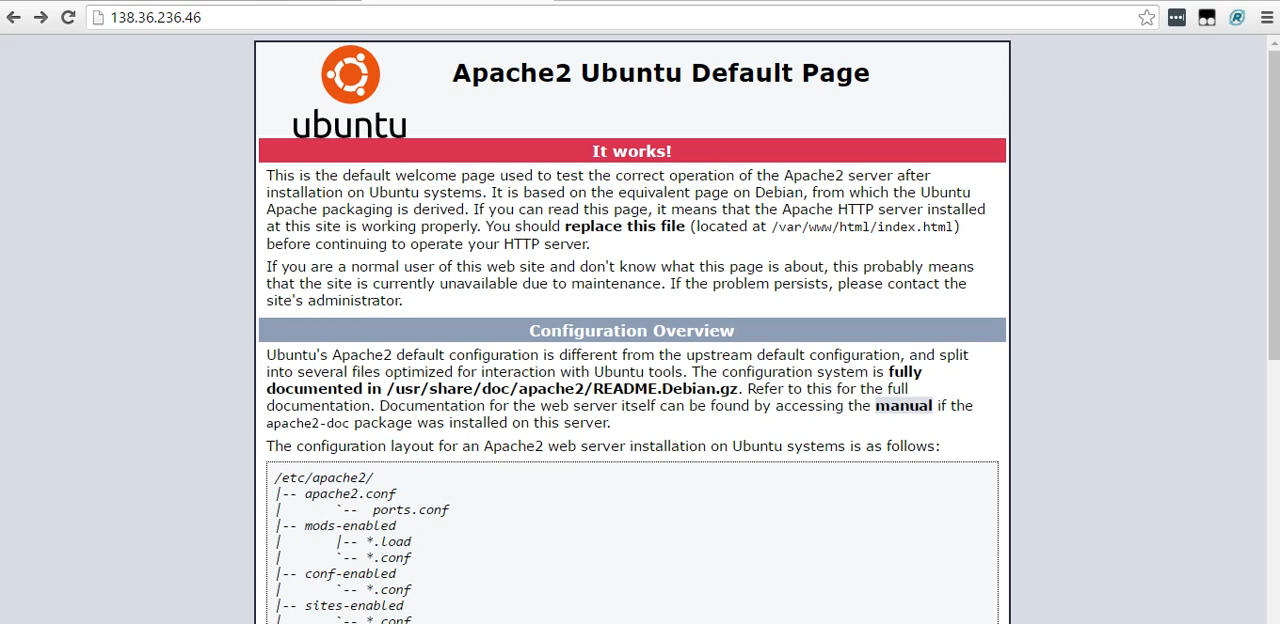 138.36.236.46
ubuntu
Apache2 Ubuntu Default Page
It works!
This is the default welcome page used to test the correct operation of the Apache2 server after
installation on Ubuntu systems. It is based on the equivalent page on Debian, from which the Ubuntu
Apache packaging is derived. If you can read this page, it means that the Apache HTTP server installed
at this site is working properly. You should replace this file (located at /var/www/html/index.html)
before continuing to operate your HTTP server.
If you are a normal user of this web site and don't know what this page is about, this probably means
that the site is currently unavailable due to maintenance. If the problem persists, please contact the
site's administrator.
Configuration Overview
Ubuntu's Apache2 default configuration is different from the upstream default configuration, and split
into several files optimized for interaction with Ubuntu tools. The configuration system is fully
documented in /usr/share/doc/apache2/README.Debian.gz. Refer to this for the full
documentation. Documentation for the web server itself can be found by accessing the manual if the
apache2-doc package was installed on this server.
The configuration layout for an Apache2 web server installation on Ubuntu systems is as follows:
/etc/apache2/
|-- apache2.conf
|       `--  ports.conf
|-- mods-enabled
|       |-- *.load
|       `-- *.conf
|-- conf-enabled
|       `-- *.conf
|-- sites-enabled
|       `-- *.conf